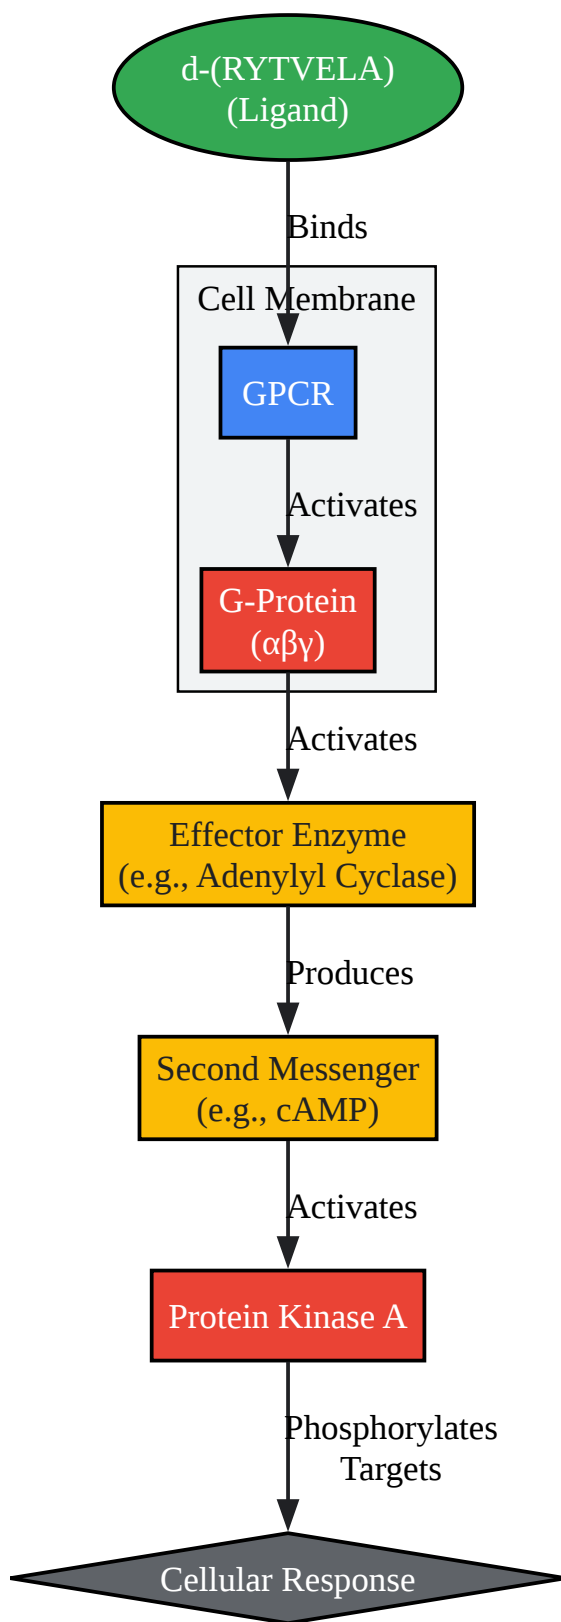 d-(RYTVELA)
(Ligand)
Binds
Cell Membrane
GPCR
Activates
G-Protein
(αβγ)
Activates
Effector Enzyme
(e.g., Adenylyl Cyclase)
Produces
Second Messenger
(e.g., cAMP)
Activates
Protein Kinase A
Phosphorylates
Targets
Cellular Response